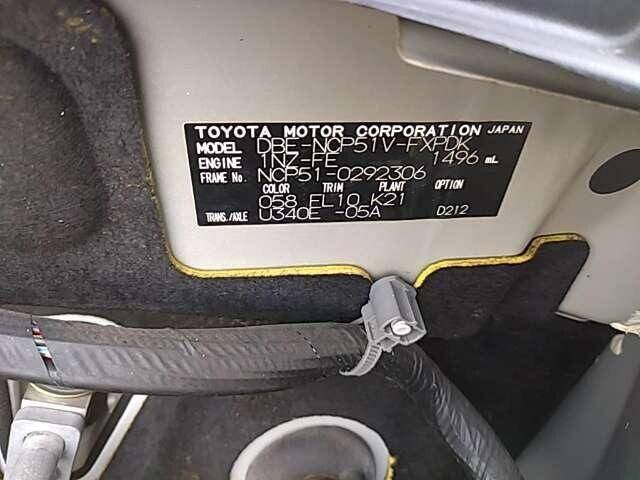 TOYOTA MOTOR CORPORATION JAPAN
MODEL DBE-NCP51V-FXPDK
ENGINE 1NZ-FE 1496 mL
FRAME No. NCP51-0292306
COLOR TRIM PLANT OPTION
058 FL10 K21
TRANS./AXLE U340E -05A D212